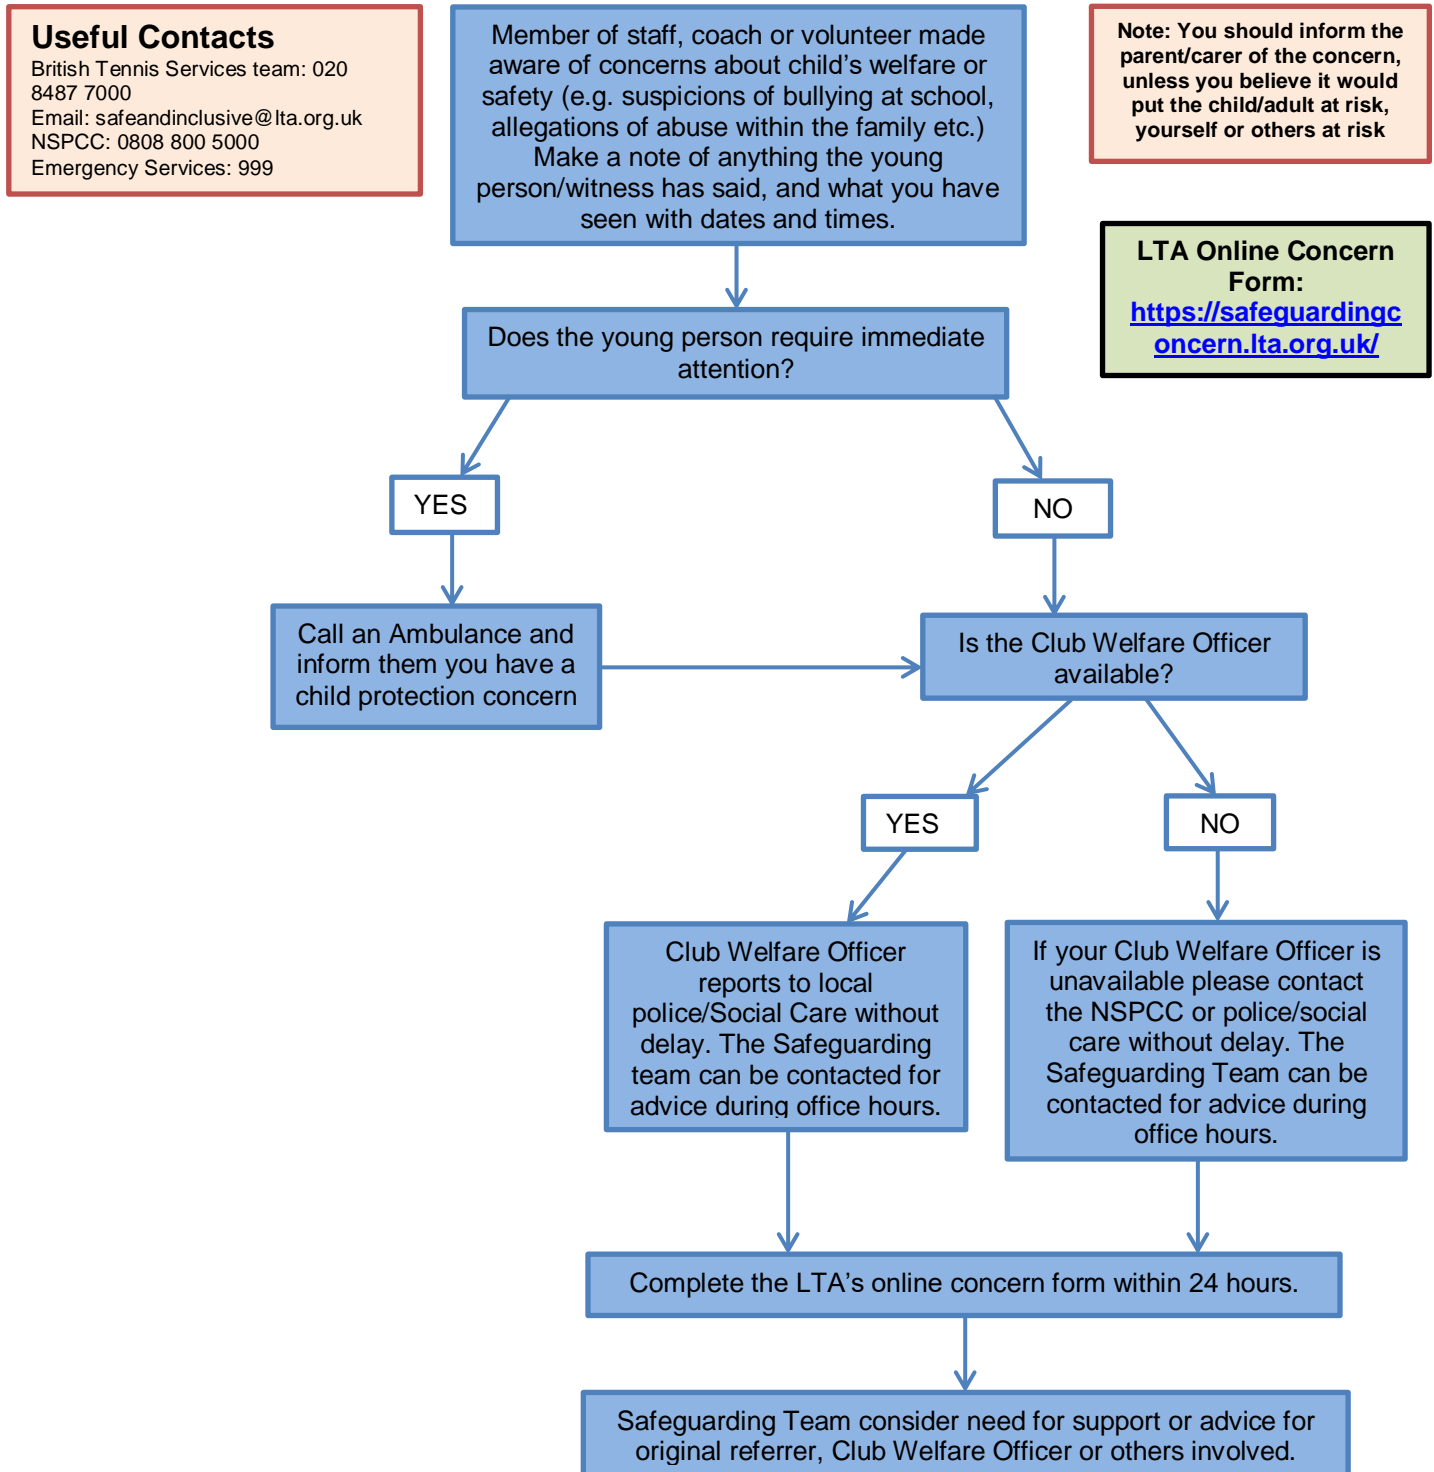 Useful Contacts
British Tennis Services team: 020
8487 7000
Email: safeandinclusive@lta.org.uk
NSPCC: 0808 800 5000
Emergency Services: 999
Member of staff, coach or volunteer made
aware of concerns about child's welfare or
safety (e.g. suspicions of bullying at school,
allegations of abuse within the family etc.)
Make a note of anything the young
person/witness has said, and what you have
seen with dates and times.
Note: You should inform the
parent/carer of the concern,
unless you believe it would
put the child/adult at risk,
yourself or others at risk
LTA Online Concern
Form:
https://safeguardingc
oncern.lta.org.uk/
Does the young person require immediate
attention?
YES
NO
Call an Ambulance and
inform them you have a
child protection concern
Is the Club Welfare Officer
available?
YES
NO
Club Welfare Officer
reports to local
police/Social Care without
delay. The Safeguarding
team can be contacted for
advice during office hours.
If your Club Welfare Officer is
unavailable please contact
the NSPCC or police/social
care without delay. The
Safeguarding Team can be
contacted for advice during
office hours.
Complete the LTA's online concern form within 24 hours.
Safeguarding Team consider need for support or advice for
original referrer, Club Welfare Officer or others involved.